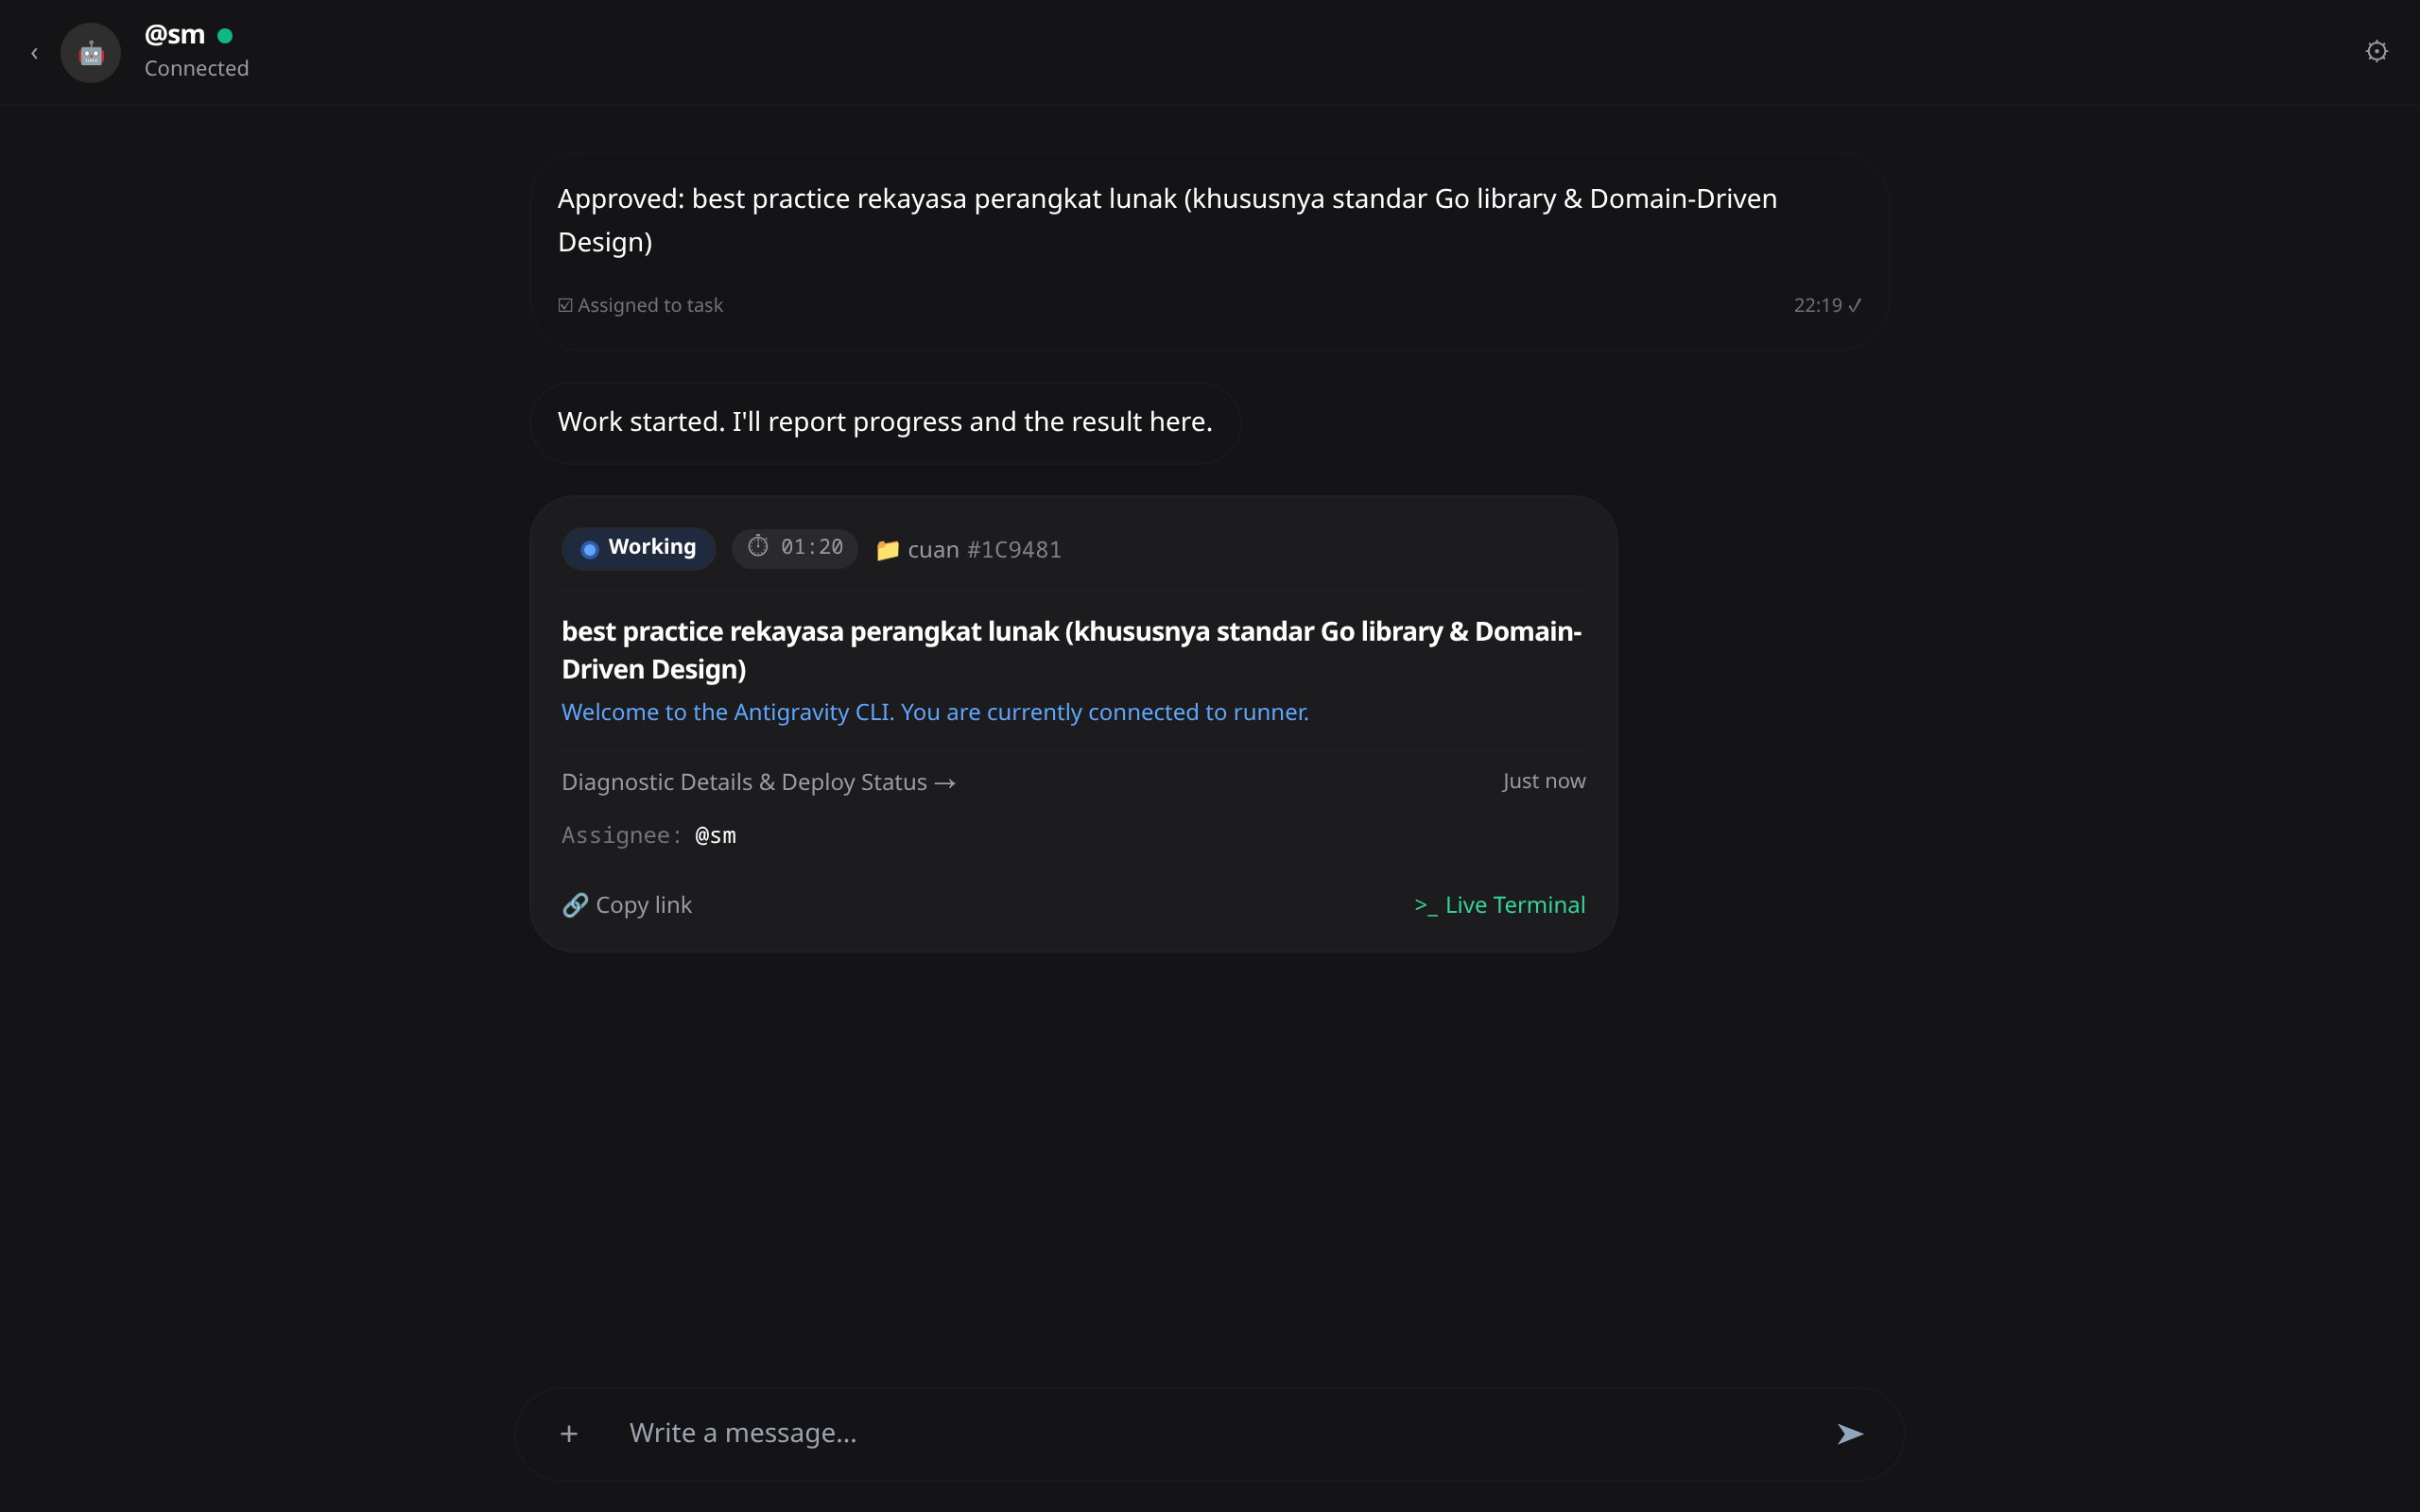 @sm
Connected
Approved: best practice rekayasa perangkat lunak (khususnya standar Go library & Domain-Driven
Design)
☑ Assigned to task
22:19 ✓
Work started. I'll report progress and the result here.
Working
⏱ 01:20
📁 cuan #1C9481
best practice rekayasa perangkat lunak (khususnya standar Go library & Domain-
Driven Design)
Welcome to the Antigravity CLI. You are currently connected to runner.
Diagnostic Details & Deploy Status →
Just now
Assignee: @sm
🔗 Copy link
>_ Live Terminal
+ Write a message...